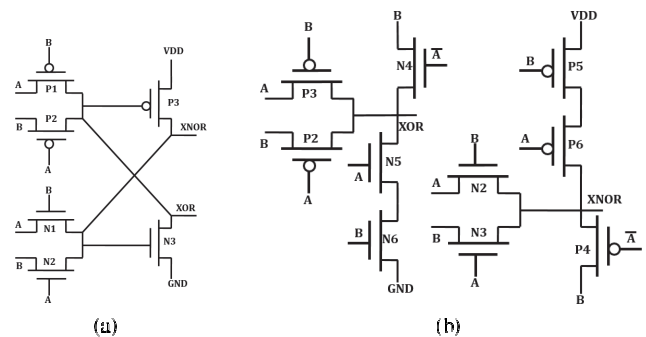 B
A P1
P2
B
A
VDD
P3
XNOR
XOR
B
A N1
B N2
A
N3
GND
(a)
B
A
P3
B P2
A
B
N4 A̅
XOR
N5
A
B N6
GND
B
A N2
B N3
A
VDD
B P5
A P6
XNOR
P4 A̅
B
(b)